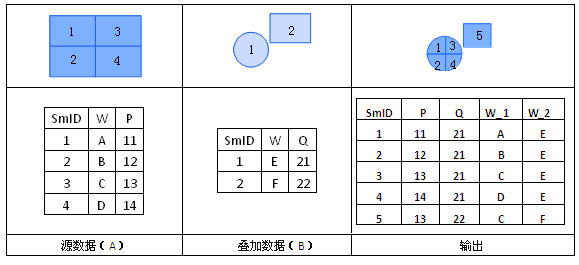 1 3
2 4
1
2
1 3
2 4
5
SmID W P
1 A 11
2 B 12
3 C 13
4 D 14
SmID W Q
1 E 21
2 F 22
SmID P Q W_1 W_2
1 11 21 A E
2 12 21 B E
3 13 21 C E
4 14 21 D E
5 13 22 C F
源数据(A)
叠加数据(B)
输出